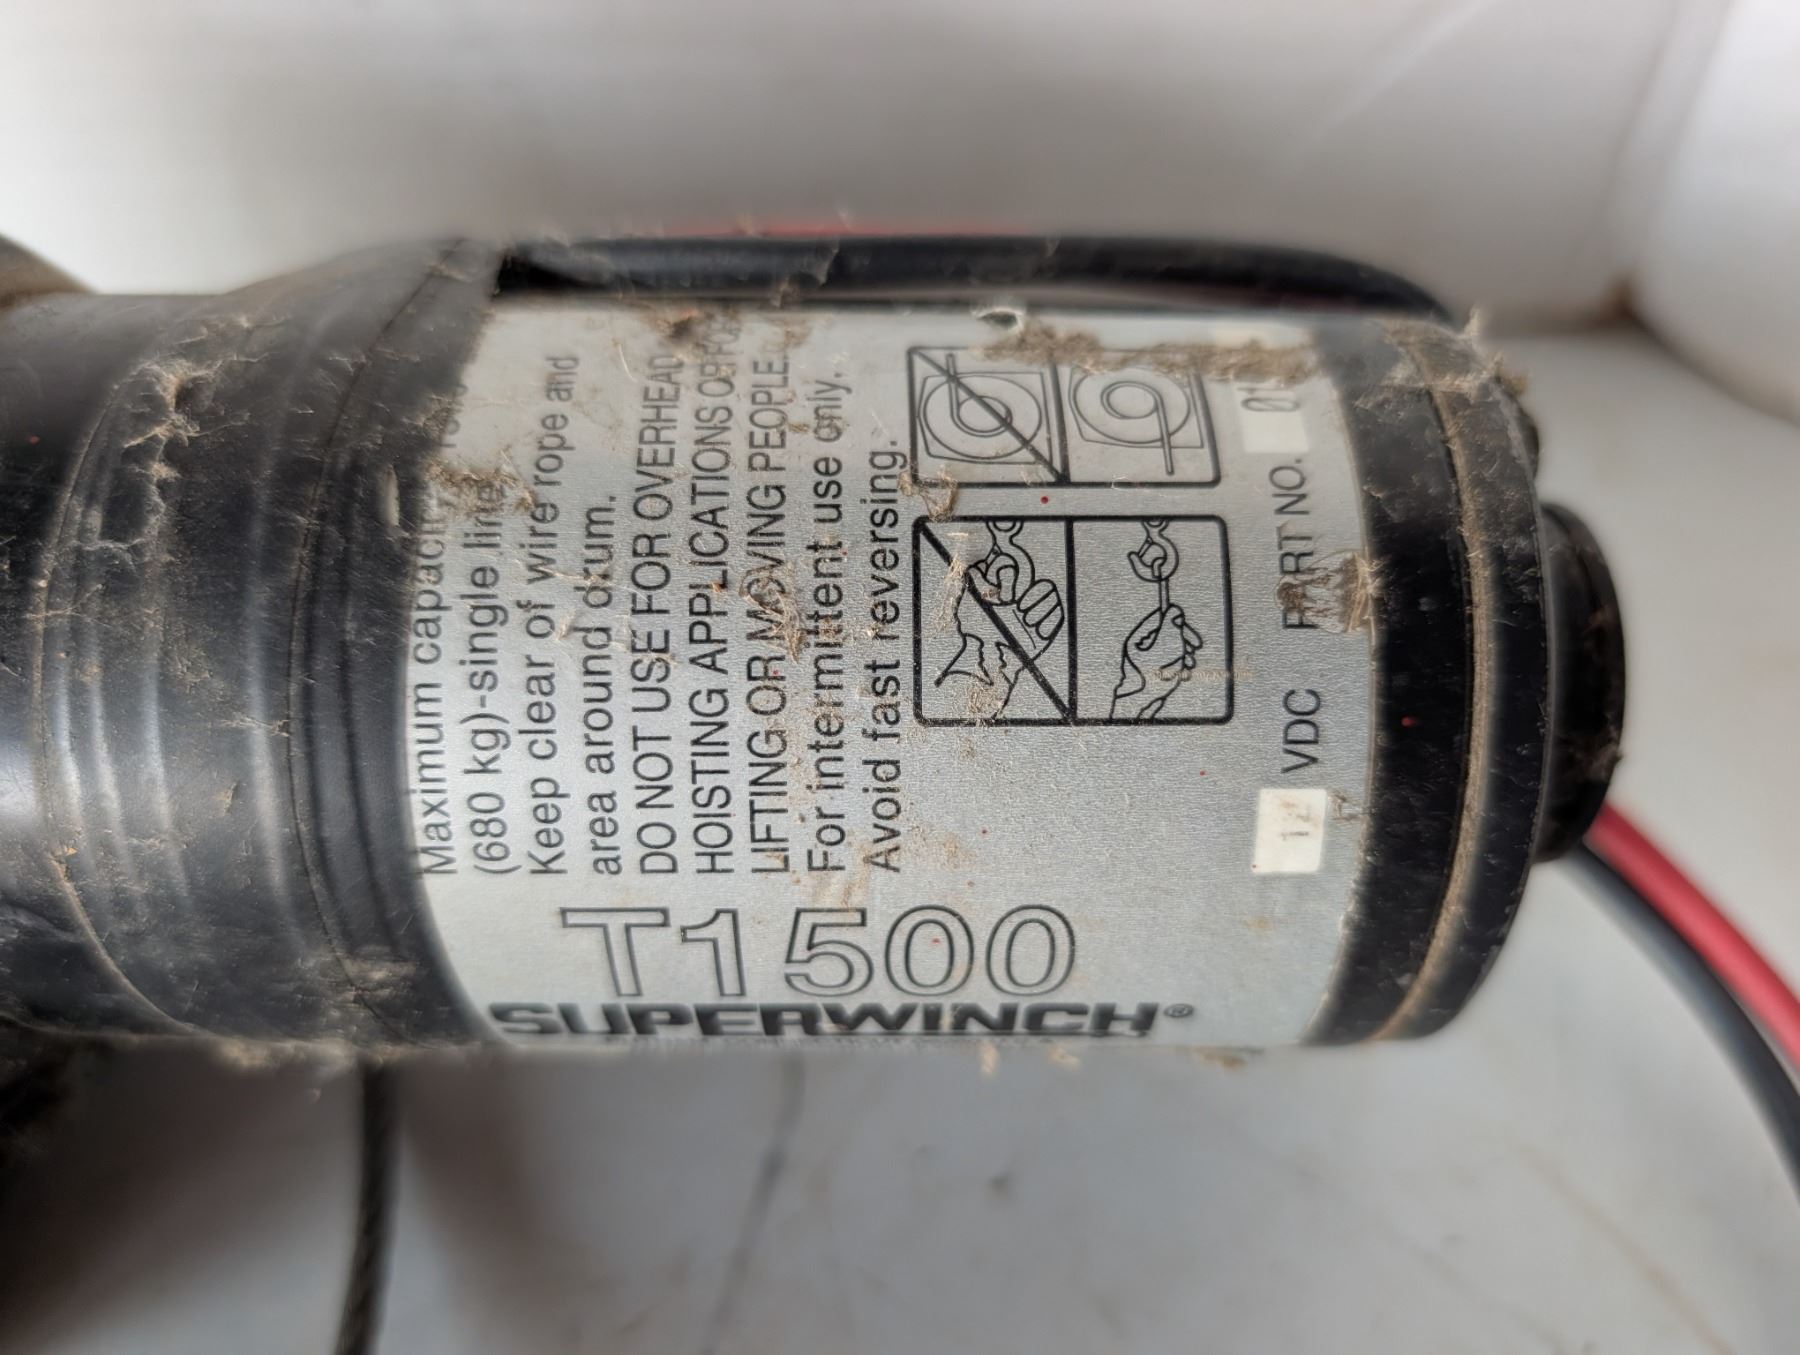 SUPERWINCH®
T1500
Maximum capacity
(680 kg)-single line
Keep clear of wire rope and
area around drum.
DO NOT USE FOR OVERHEAD
HOISTING APPLICATIONS OR FOR
LIFTING OR MOVING PEOPLE.
For intermittent use only.
Avoid fast reversing.
12 VDC PART NO.